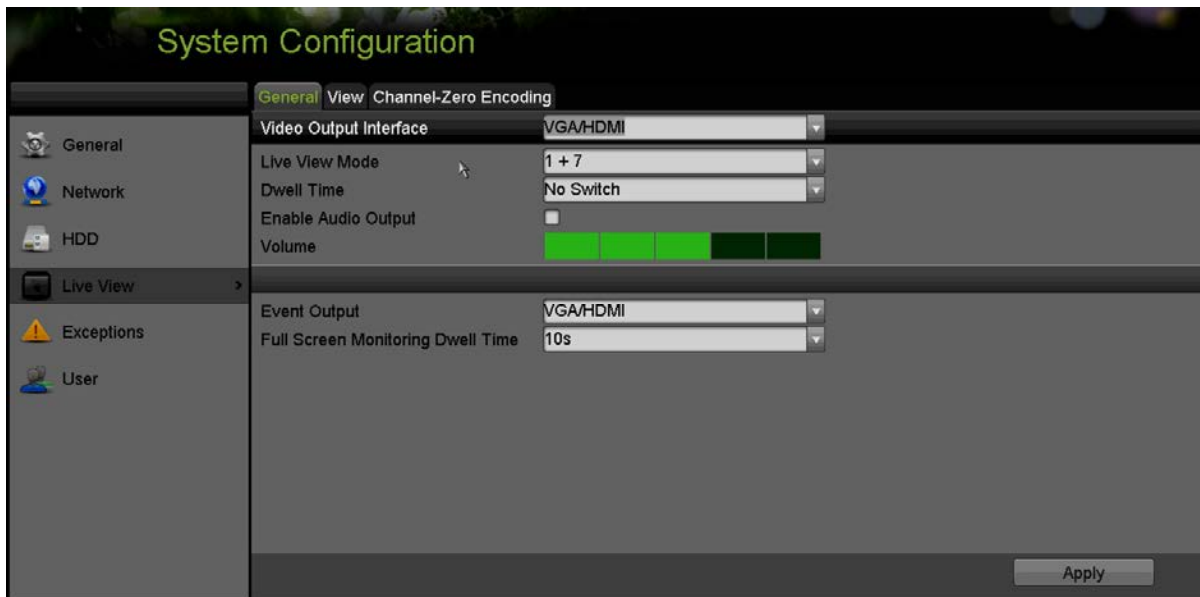 System Configuration
General View Channel-Zero Encoding
General
Network
HDD
Live View >
Exceptions
User
Video Output Interface VGA/HDMI
Live View Mode 1 + 7
Dwell Time No Switch
Enable Audio Output
Volume
Event Output VGA/HDMI
Full Screen Monitoring Dwell Time 10s
Apply